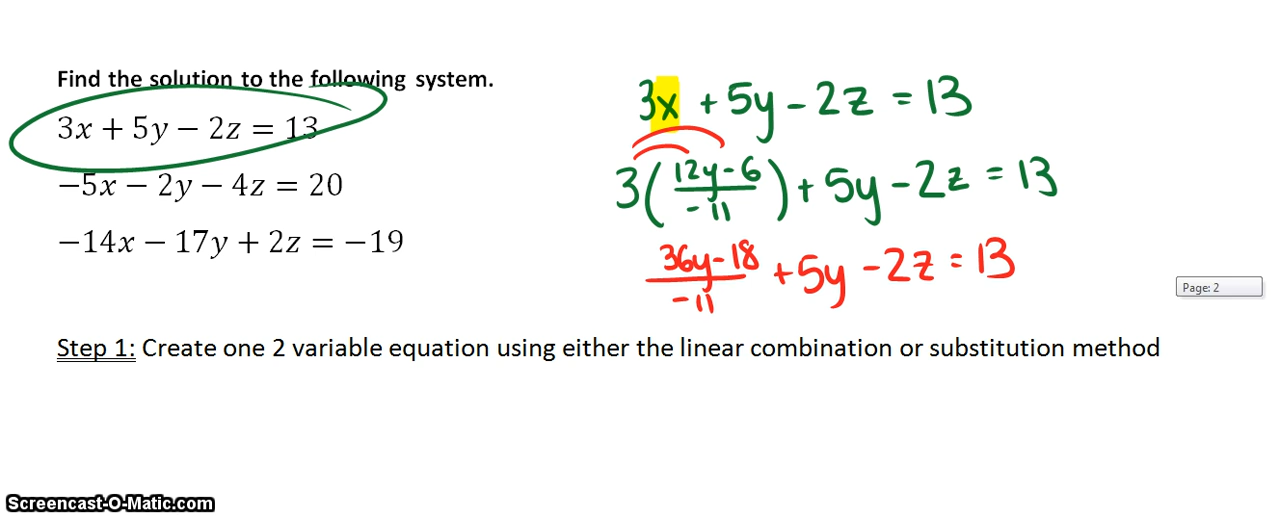 Find the solution to the following system.
3x + 5y − 2z = 13
−5x − 2y − 4z = 20
−14x − 17y + 2z = −19
3x + 5y − 2z = 13
3(12y−6/−11) + 5y − 2z = 13
36y−18/−11 + 5y − 2z = 13
Page: 2
Step 1: Create one 2 variable equation using either the linear combination or substitution method
Screencast-O-Matic.com